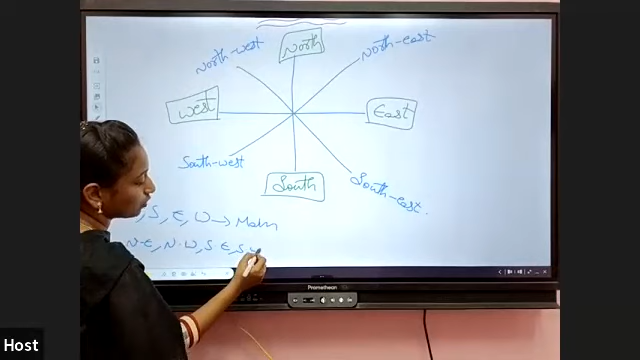 North
North-west
North-east
West
East
South-west
South
South-east.
, S, E, W → Main
N-E, N-W, S E, S
Promethean
Host